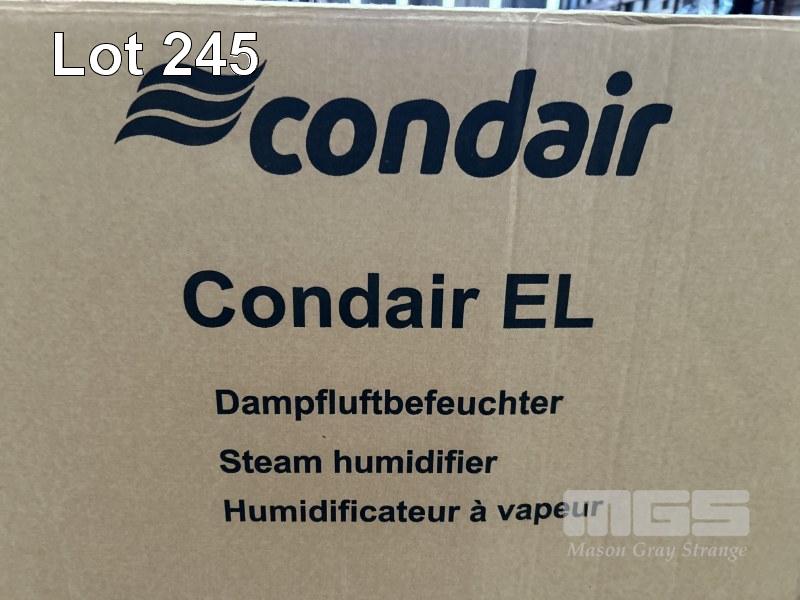 Lot 245
condair
Condair EL
Dampfluftbefeuchter
Steam humidifier
Humidificateur à vapeur
MGS
Mason Gray Strange